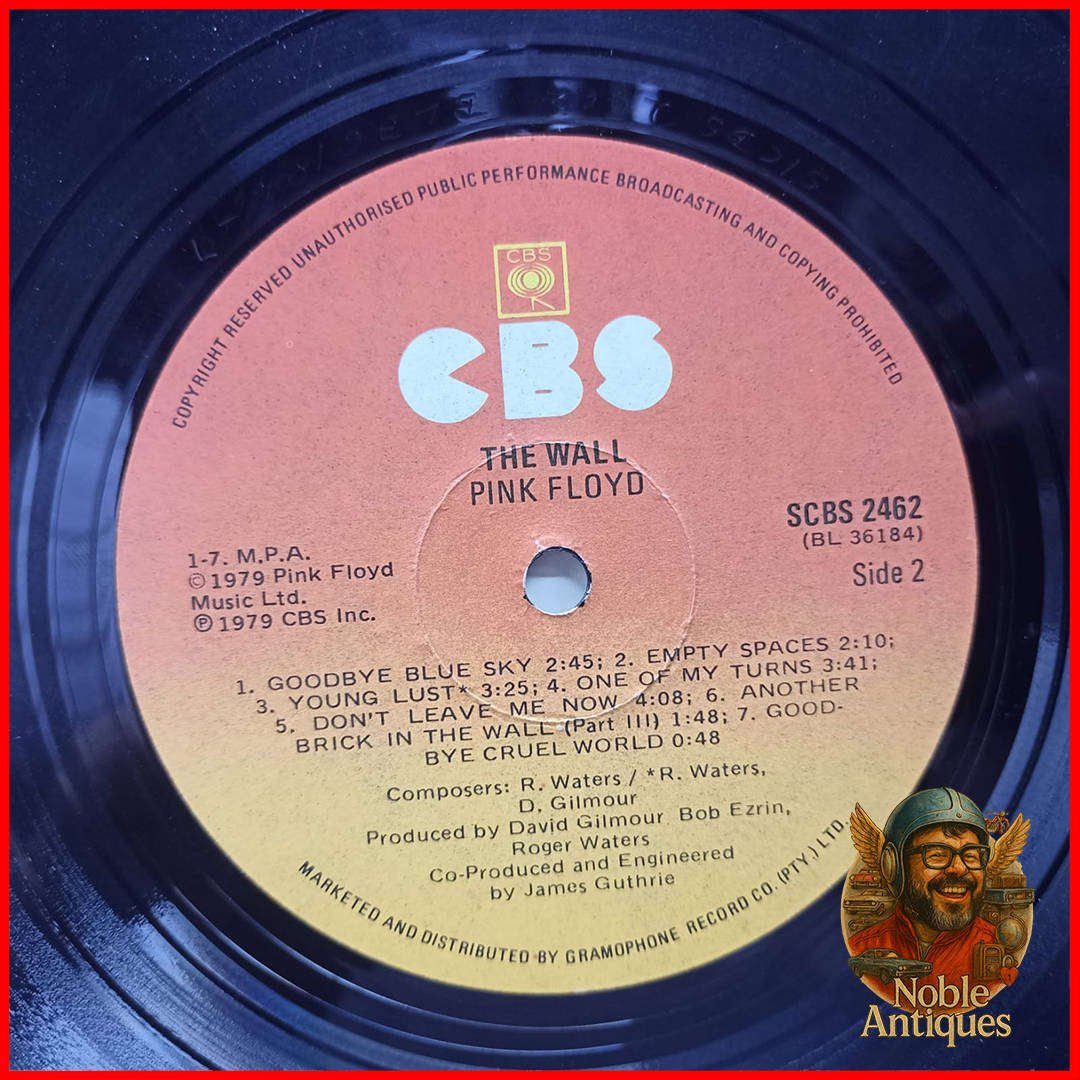 COPYRIGHT RESERVED UNAUTHORISED PUBLIC PERFORMANCE BROADCASTING AND COPYING PROHIBITED
CBS
CBS
THE WALL
PINK FLOYD
SCBS 2462
(BL 36184)
Side 2
1-7. M.P.A.
© 1979 Pink Floyd
Music Ltd.
℗ 1979 CBS Inc.
1. GOODBYE BLUE SKY 2:45; 2. EMPTY SPACES 2:10;
3. YOUNG LUST* 3:25; 4. ONE OF MY TURNS 3:41;
5. DON'T LEAVE ME NOW 4:08; 6. ANOTHER
BRICK IN THE WALL (Part III) 1:48; 7. GOOD-
BYE CRUEL WORLD 0:48
Composers: R. Waters / *R. Waters,
D. Gilmour
Produced by David Gilmour, Bob Ezrin,
Roger Waters
Co-Produced and Engineered
by James Guthrie
MARKETED AND DISTRIBUTED BY GRAMOPHONE RECORD CO. (PTY.) LTD.
Noble
Antiques